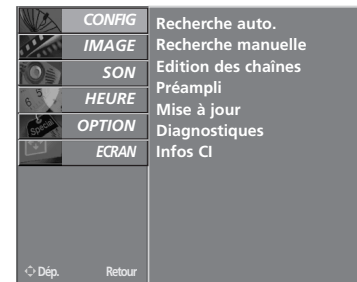 CONFIG
IMAGE
SON
HEURE
OPTION
ECRAN
Recherche auto.
Recherche manuelle
Edition des chaînes
Préampli
Mise à jour
Diagnostiques
Infos CI
Dép. Retour